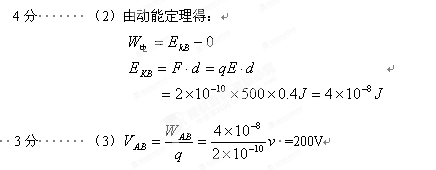 4 分······· (2) 由动能定理得：
W电 = EkB − 0
EKB = F · d = qE · d
= 2×10⁻¹⁰ × 500 × 0.4J = 4×10⁻⁸ J
·· 3 分······· (3) VAB = WAB/q = 4×10⁻⁸/2×10⁻¹⁰ v· =200V